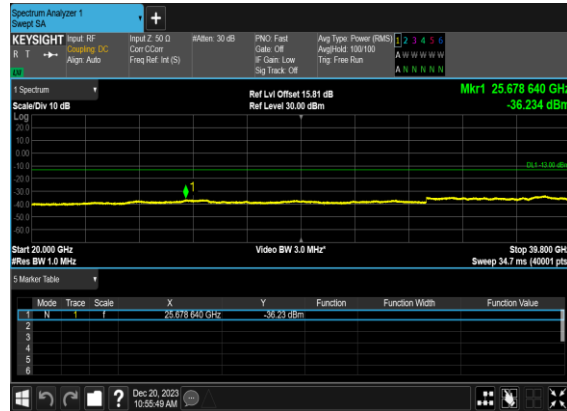 Spectrum Analyzer 1
Swept SA
+
KEYSIGHT Input: RF Input Z: 50 Ω #Atten: 30 dB PNO: Fast Avg Type: Power (RMS) 1 2 3 4 5 6
R T Coupling: DC Corr CCorr Gate: Off Avg|Hold: 100/100 A W W W W W
Align: Auto Freq Ref: Int (S) IF Gain: Low Trig: Free Run
Sig Track: Off A N N N N N
1 Spectrum Ref Lvl Offset 15.81 dB Mkr1 25.678 640 GHz
Scale/Div 10 dB Ref Level 30.00 dBm -36.234 dBm
Log
20.0
10.0
0.00
-10.0
DL1 -13.00 dBm
-20.0
-30.0
1
-40.0
-50.0
-60.0
Start 20.000 GHz Video BW 3.0 MHz* Stop 39.800 GHz
#Res BW 1.0 MHz Sweep 34.7 ms (40001 pts)
5 Marker Table
Mode Trace Scale X Y Function Function Width Function Value
1 N 1 f 25.678 640 GHz -36.23 dBm
2
3
4
5
6
? Dec 20, 2023
10:55:49 AM